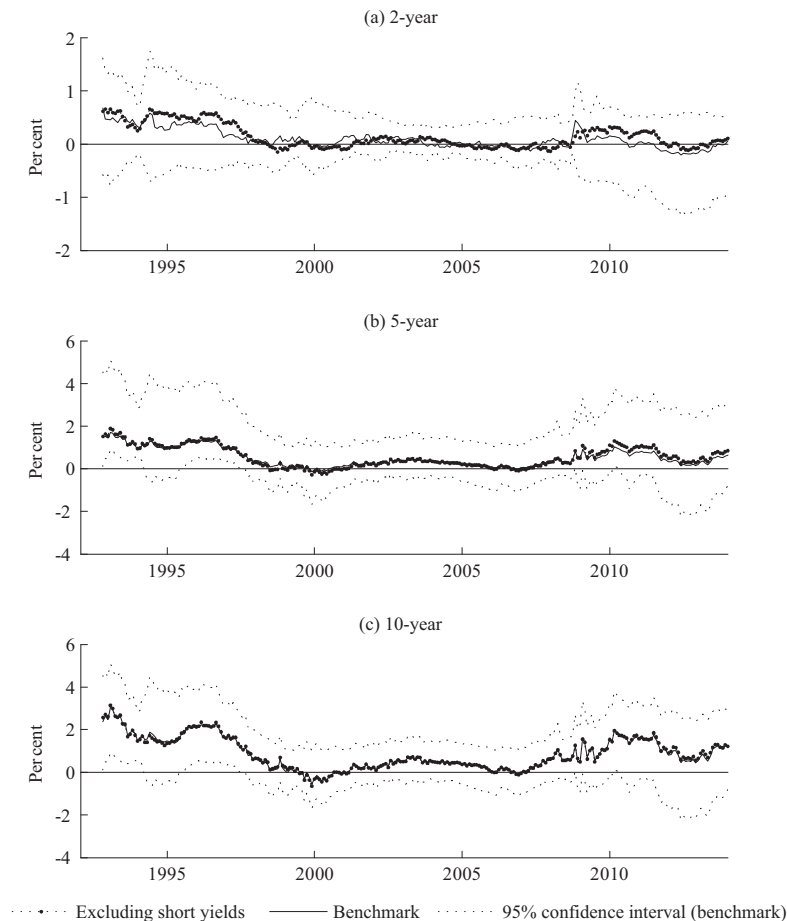 (a) 2-year
2
1
0
-1
-2
Per cent
1995 2000 2005 2010
(b) 5-year
6
4
2
0
-2
-4
Per cent
1995 2000 2005 2010
(c) 10-year
6
4
2
0
-2
-4
Per cent
1995 2000 2005 2010
Excluding short yields Benchmark 95% confidence interval (benchmark)